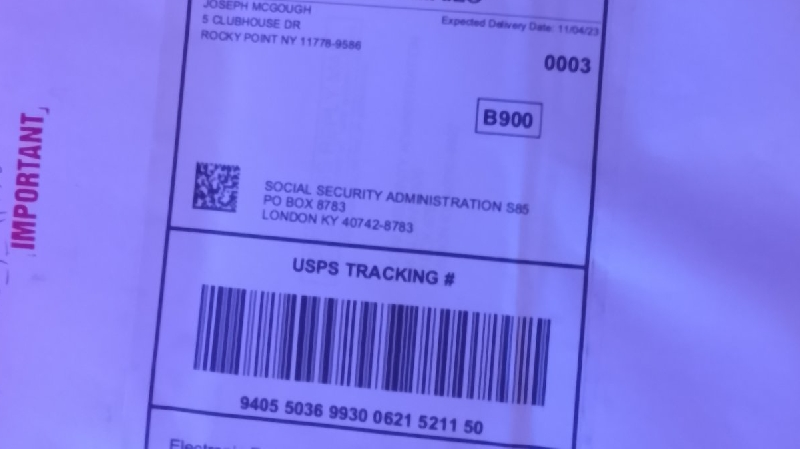 JOSEPH MCGOUGH
5 CLUBHOUSE DR
ROCKY POINT NY 11778-9586
Expected Delivery Date: 11/04/23
0003
B900
IMPORTANT
SOCIAL SECURITY ADMINISTRATION S85
PO BOX 8783
LONDON KY 40742-8783
USPS TRACKING #
9405 5036 9930 0621 5211 50